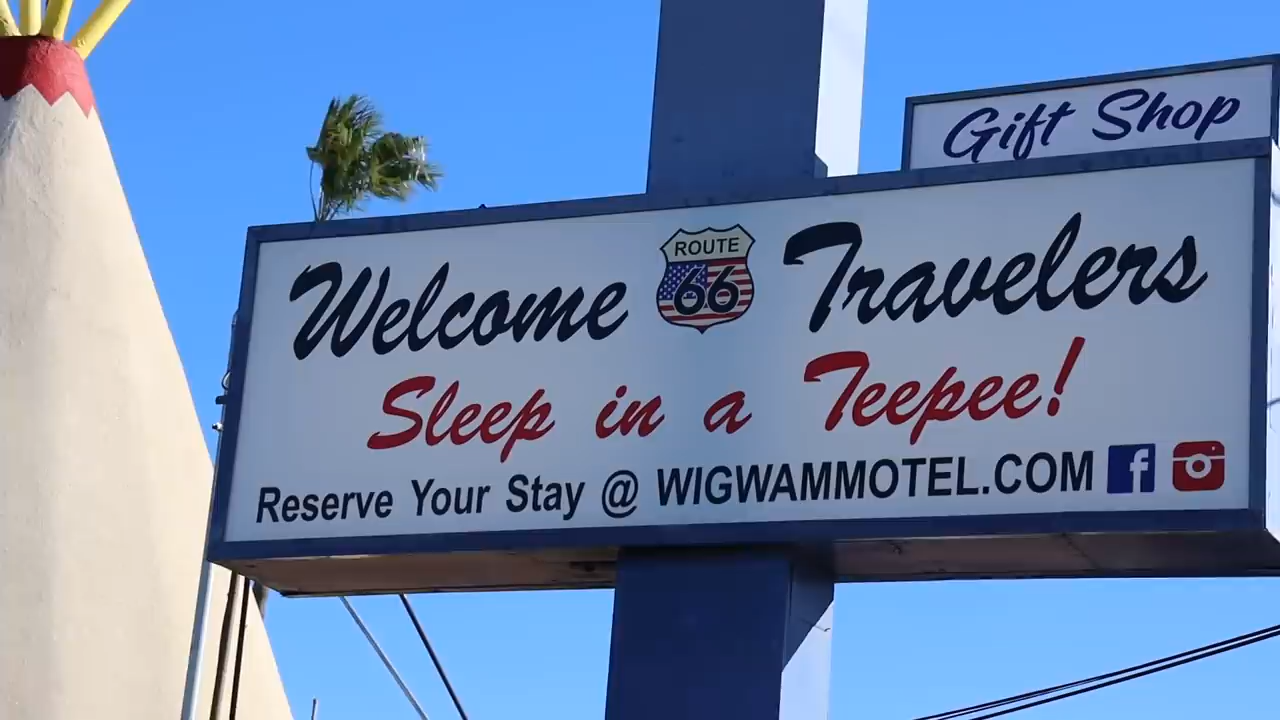 Gift Shop
Welcome ROUTE 66 Travelers
Sleep in a Teepee!
Reserve Your Stay @ WIGWAMMOTEL.COM f